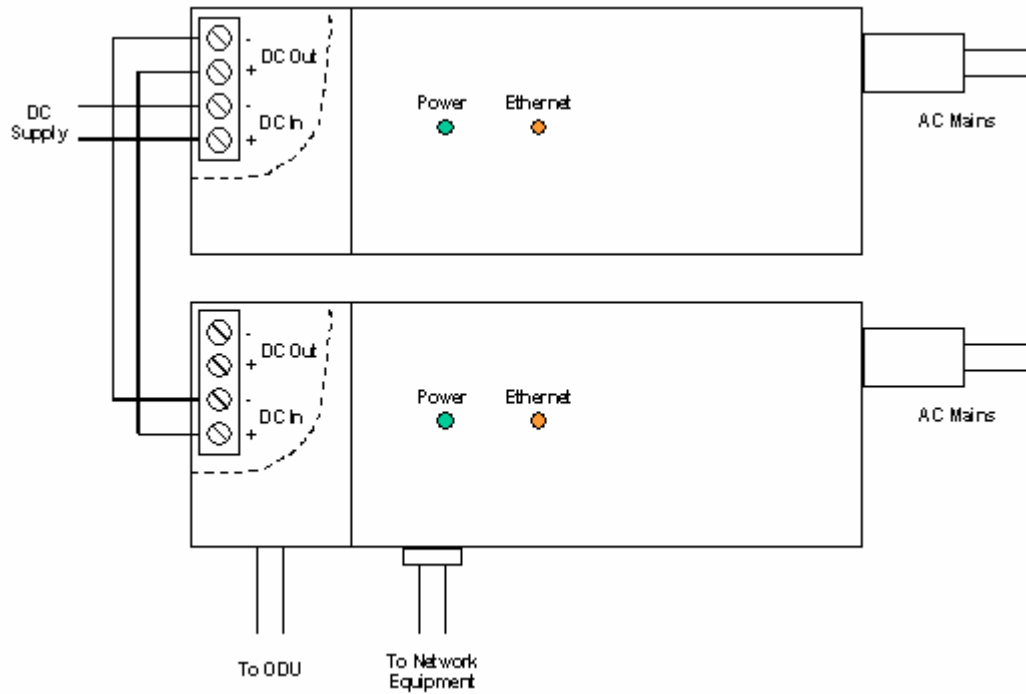 -
DC Out
+
-
DC In
+
DC
Supply
Power
Ethernet
AC Mains
-
DC Out
+
-
DC In
+
Power
Ethernet
AC Mains
To ODU
To Network
Equipment